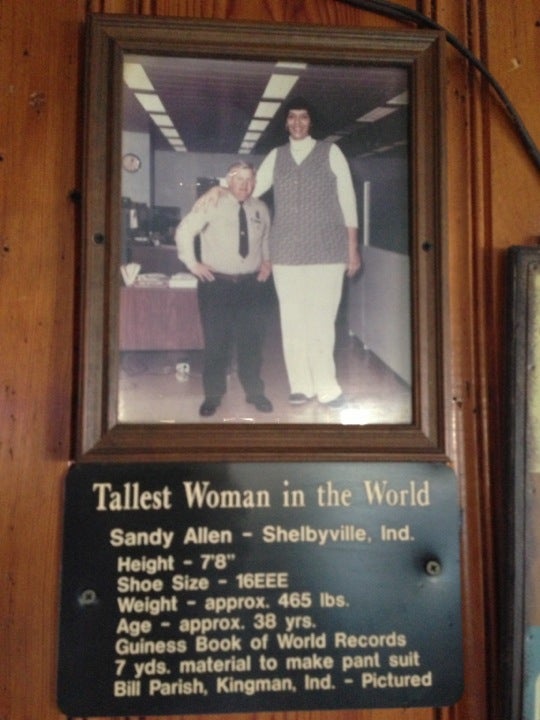 Tallest Woman in the World
Sandy Allen - Shelbyville, Ind.
Height - 7'8"
Shoe Size - 16EEE
Weight - approx. 465 lbs.
Age - approx. 38 yrs.
Guiness Book of World Records
7 yds. material to make pant suit
Bill Parish, Kingman, Ind. - Pictured